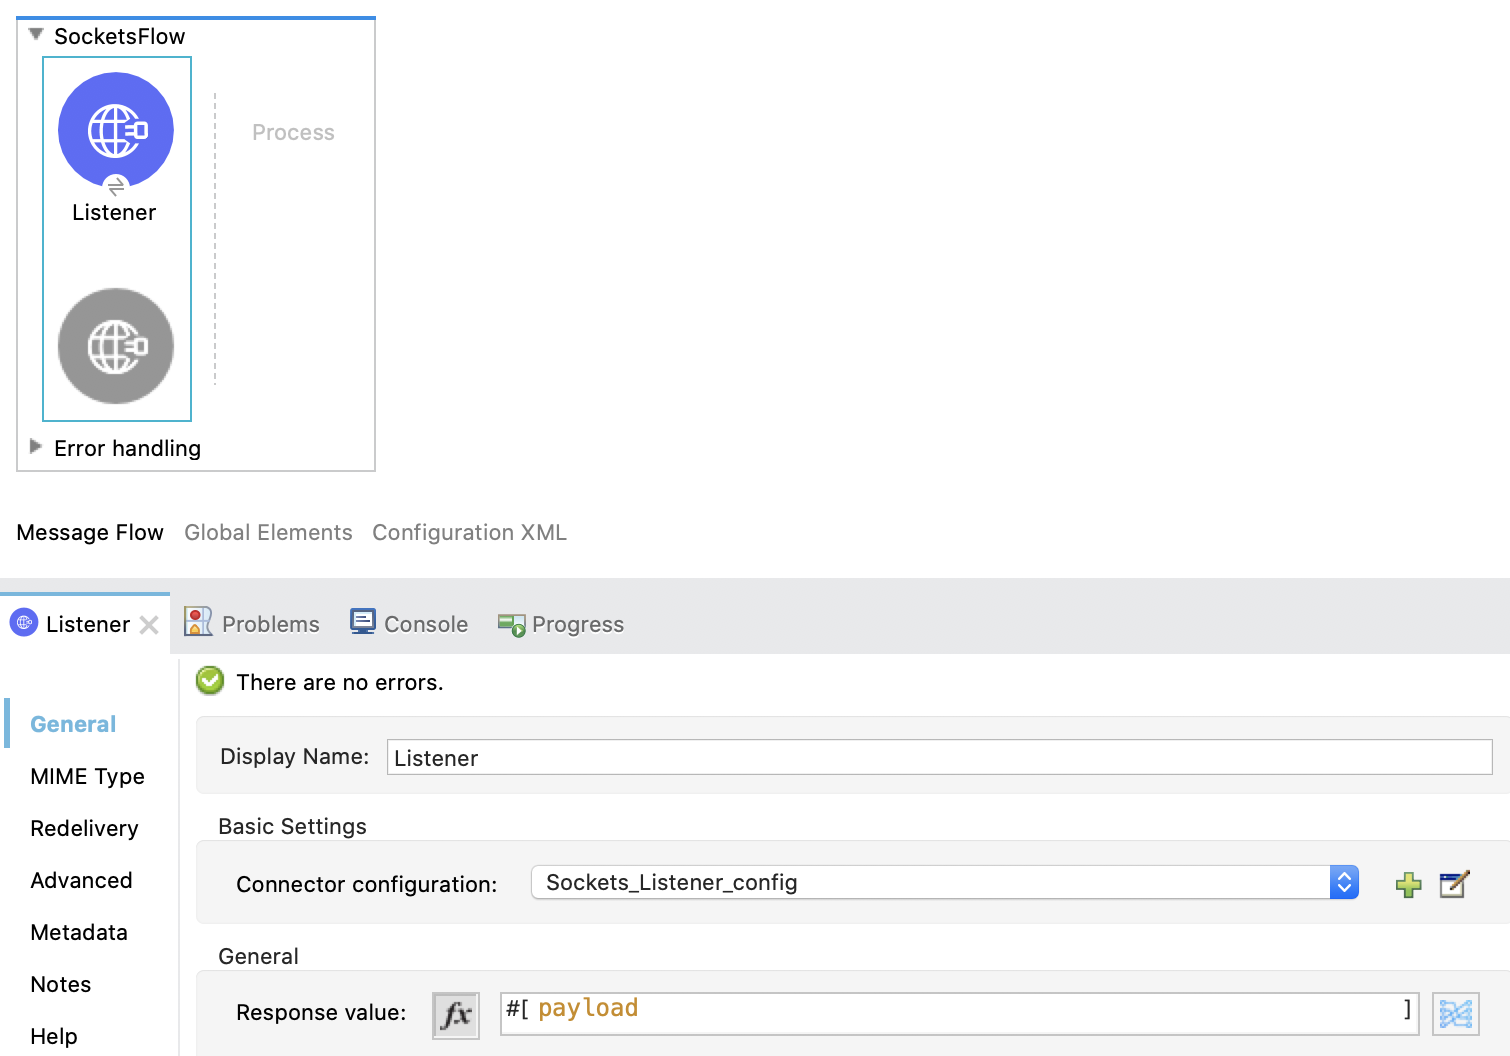 SocketsFlow
Process
Listener
Error handling
Message Flow Global Elements Configuration XML
Listener Problems Console Progress
There are no errors.
General
Display Name: Listener
MIME Type
Redelivery
Basic Settings
Advanced
Connector configuration: Sockets_Listener_config
Metadata
General
Notes
Response value: fx #[ payload ]
Help